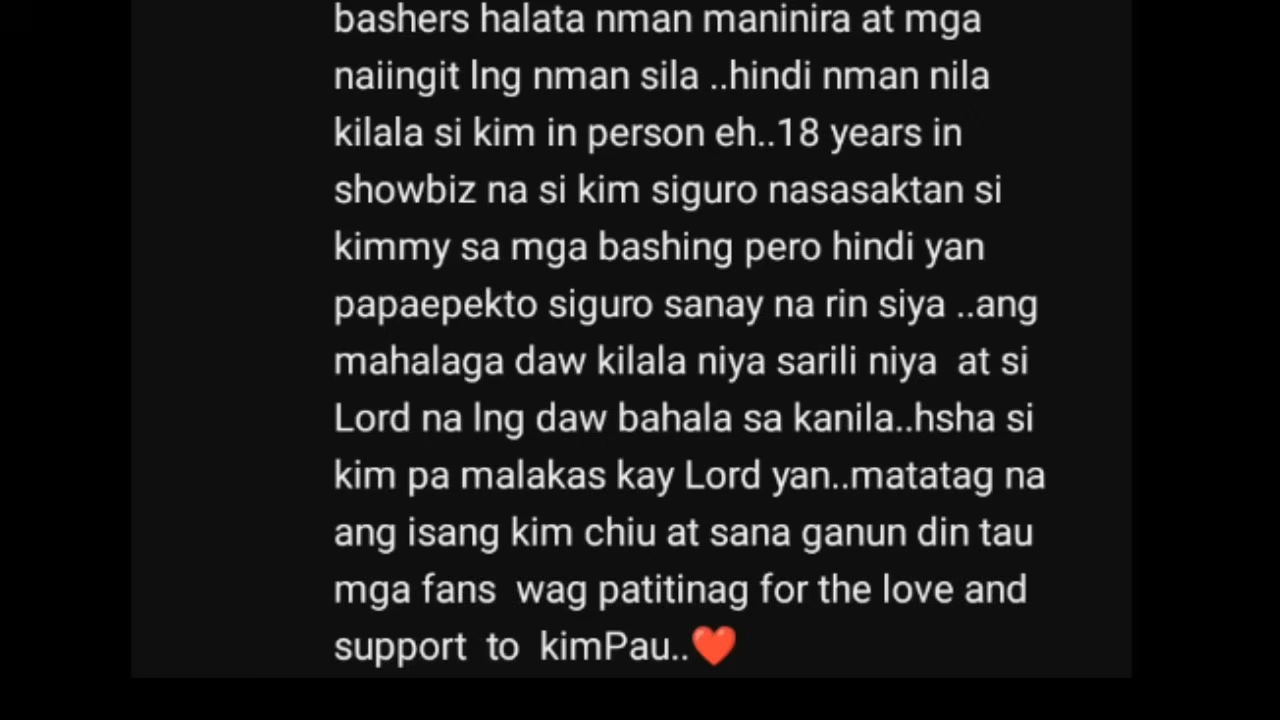 bashers halata nman maninira at mga
naiingit lng nman sila ..hindi nman nila
kilala si kim in person eh..18 years in
showbiz na si kim siguro nasasaktan si
kimmy sa mga bashing pero hindi yan
papaepekto siguro sanay na rin siya ..ang
mahalaga daw kilala niya sarili niya  at si
Lord na lng daw bahala sa kanila..hsha si
kim pa malakas kay Lord yan..matatag na
ang isang kim chiu at sana ganun din tau
mga fans  wag patitinag for the love and
support  to  kimPau..❤️